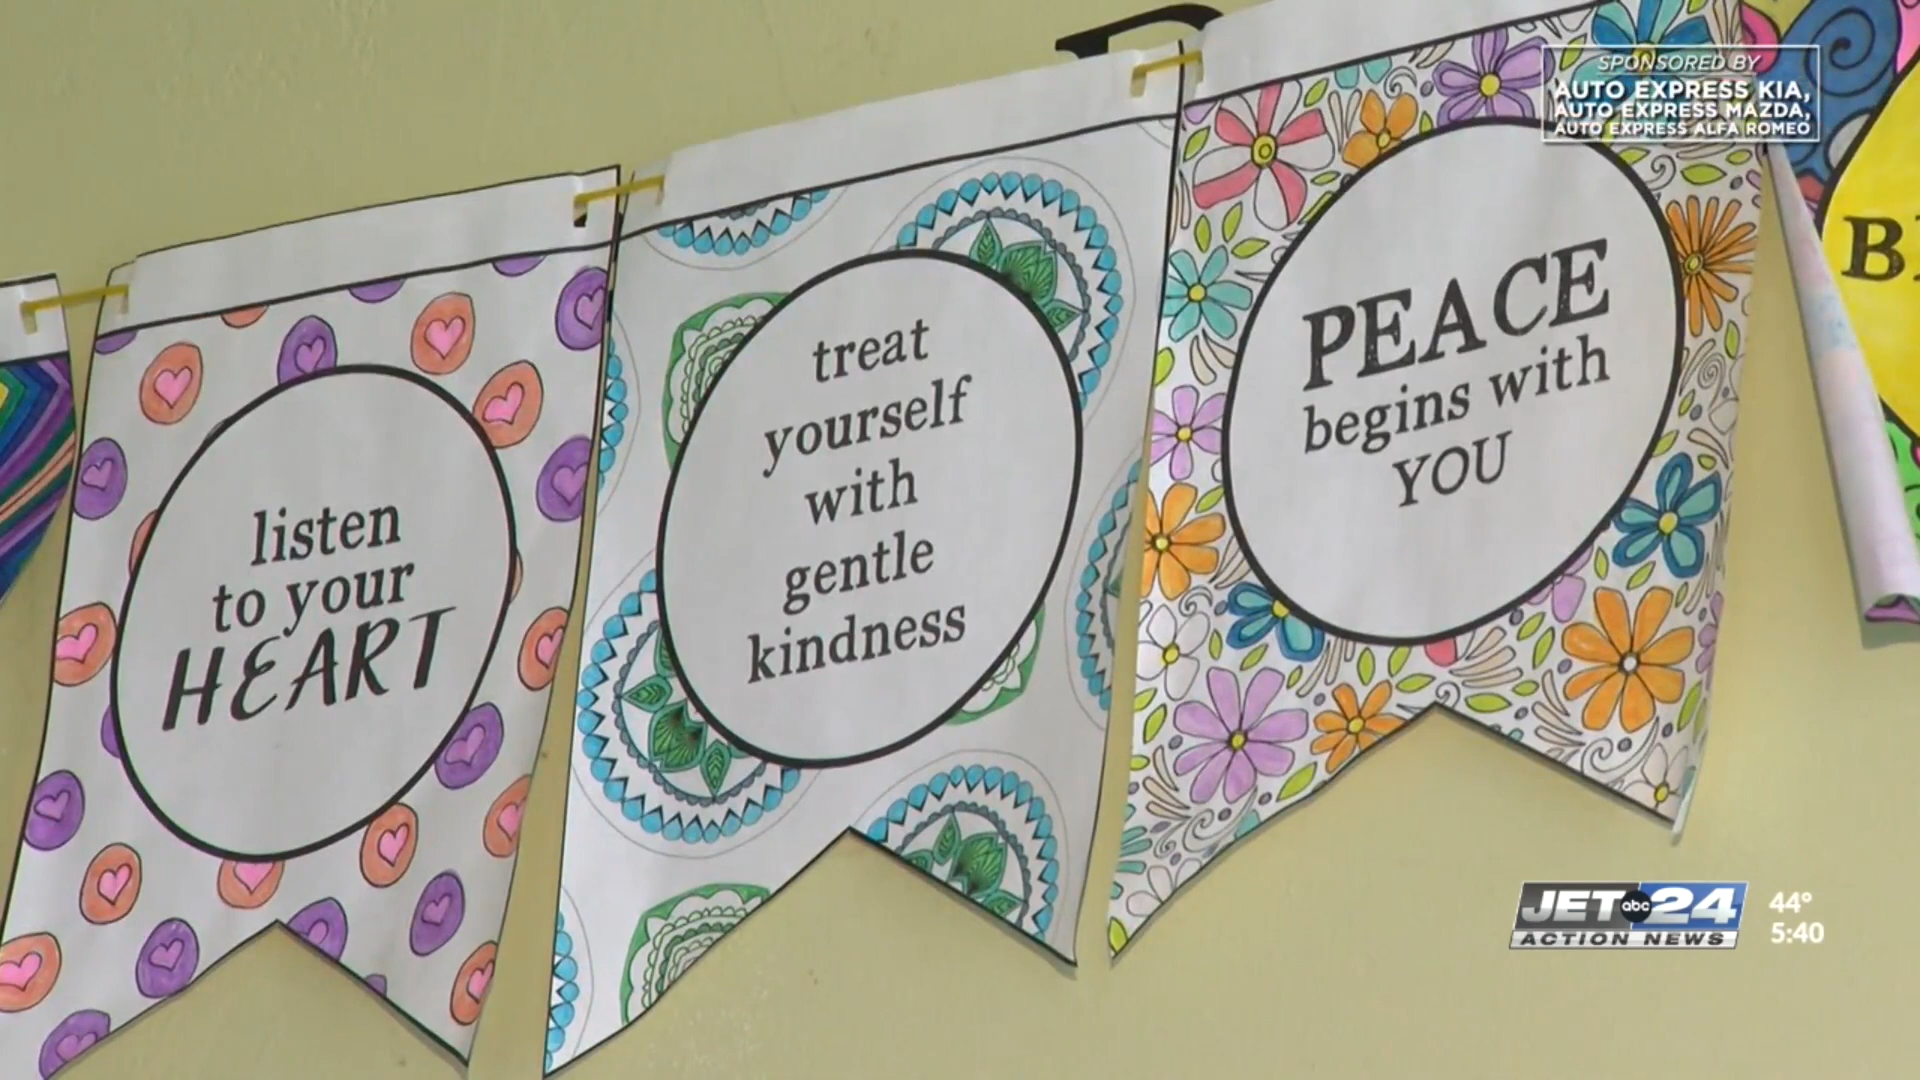 SPONSORED BY
AUTO EXPRESS KIA,
AUTO EXPRESS MAZDA,
AUTO EXPRESS ALFA ROMEO
listen
to your
HEART
treat
yourself
with
gentle
kindness
PEACE
begins with
YOU
JET abc 24
ACTION NEWS
44°
5:40